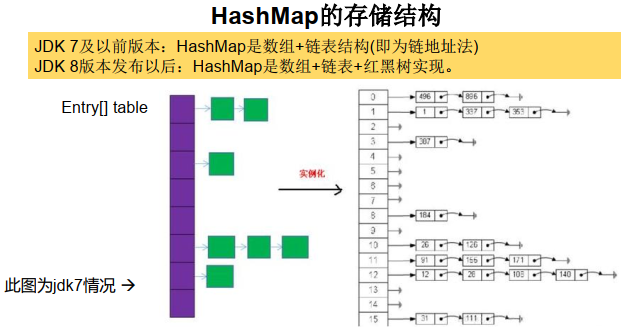 HashMap的存储结构
JDK 7及以前版本：HashMap是数组+链表结构(即为链地址法)
JDK 8版本发布以后：HashMap是数组+链表+红黑树实现。
Entry[] table
实例化
此图为jdk7情况 →
0 496 896
1 1 337 353
2
3 387
4
5
6
7
8 184
9
10 26 126
11 91 171
12 12 28 108 140
13
14
15 31 111